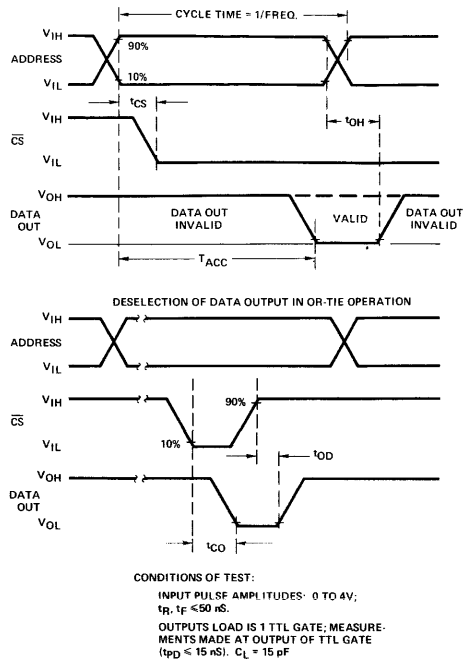 CYCLE TIME = 1/FREQ.
VIH
ADDRESS
VIL
90%
10%
tCS
tOH
VIH
CS
VIL
VOH
DATA
OUT
VOL
DATA OUT
INVALID
VALID
DATA OUT
INVALID
TACC
DESELECTION OF DATA OUTPUT IN OR-TIE OPERATION
VIH
ADDRESS
VIL
VIH
CS
VIL
90%
10%
tOD
VOH
DATA
OUT
VOL
tCO
CONDITIONS OF TEST:
INPUT PULSE AMPLITUDES: 0 TO 4V;
tR, tF ≤50 nS.
OUTPUTS LOAD IS 1 TTL GATE; MEASURE-
MENTS MADE AT OUTPUT OF TTL GATE
(tPD ≤ 15 nS). CL = 15 pF